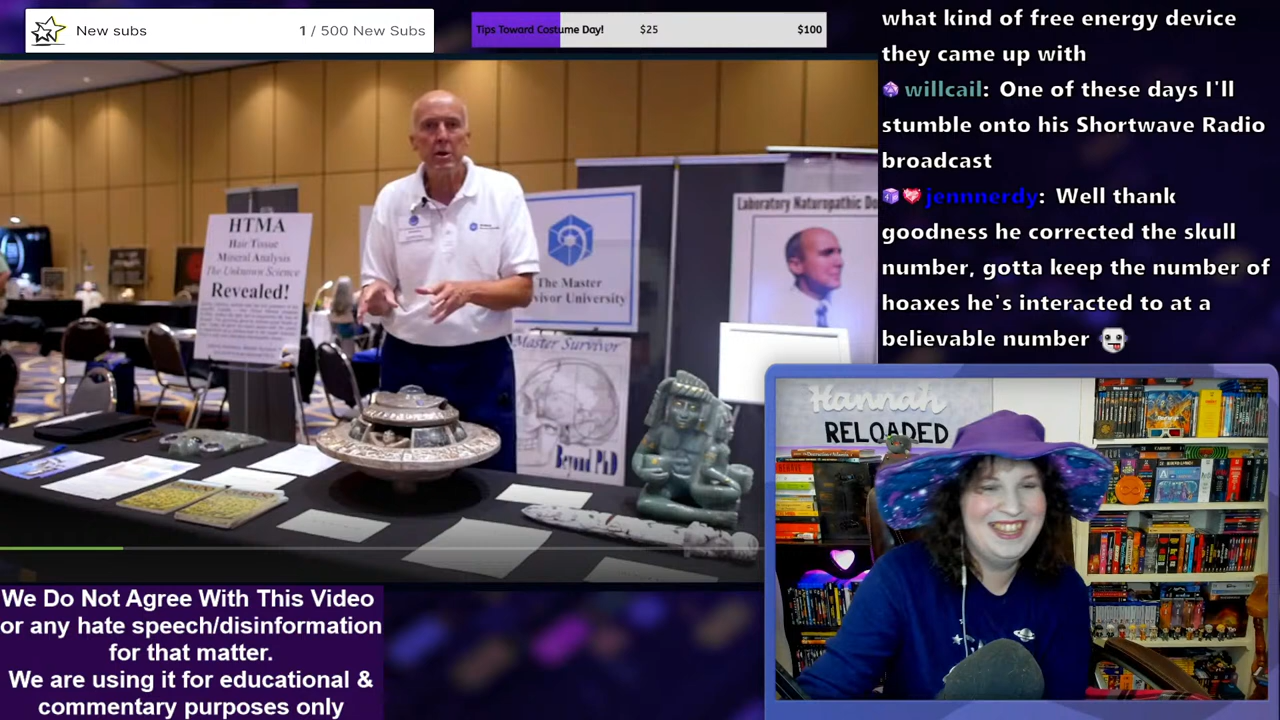 New subs
1 / 500 New Subs
Tips Toward Costume Day!
$25
$100
what kind of free energy device
they came up with
willcail: One of these days I'll
stumble onto his Shortwave Radio
broadcast
jennnerdy: Well thank
goodness he corrected the skull
number, gotta keep the number of
hoaxes he's interacted to at a
believable number
HTMA
Hair Tissue
Mineral Analysis
The Unknown Science
Revealed!
The Master
vivor University
Laboratory Naturopathic Do
Master Survivor
Beyond PhD
Hannah
RELOADED
We Do Not Agree With This Video
or any hate speech/disinformation
for that matter.
We are using it for educational &
commentary purposes only